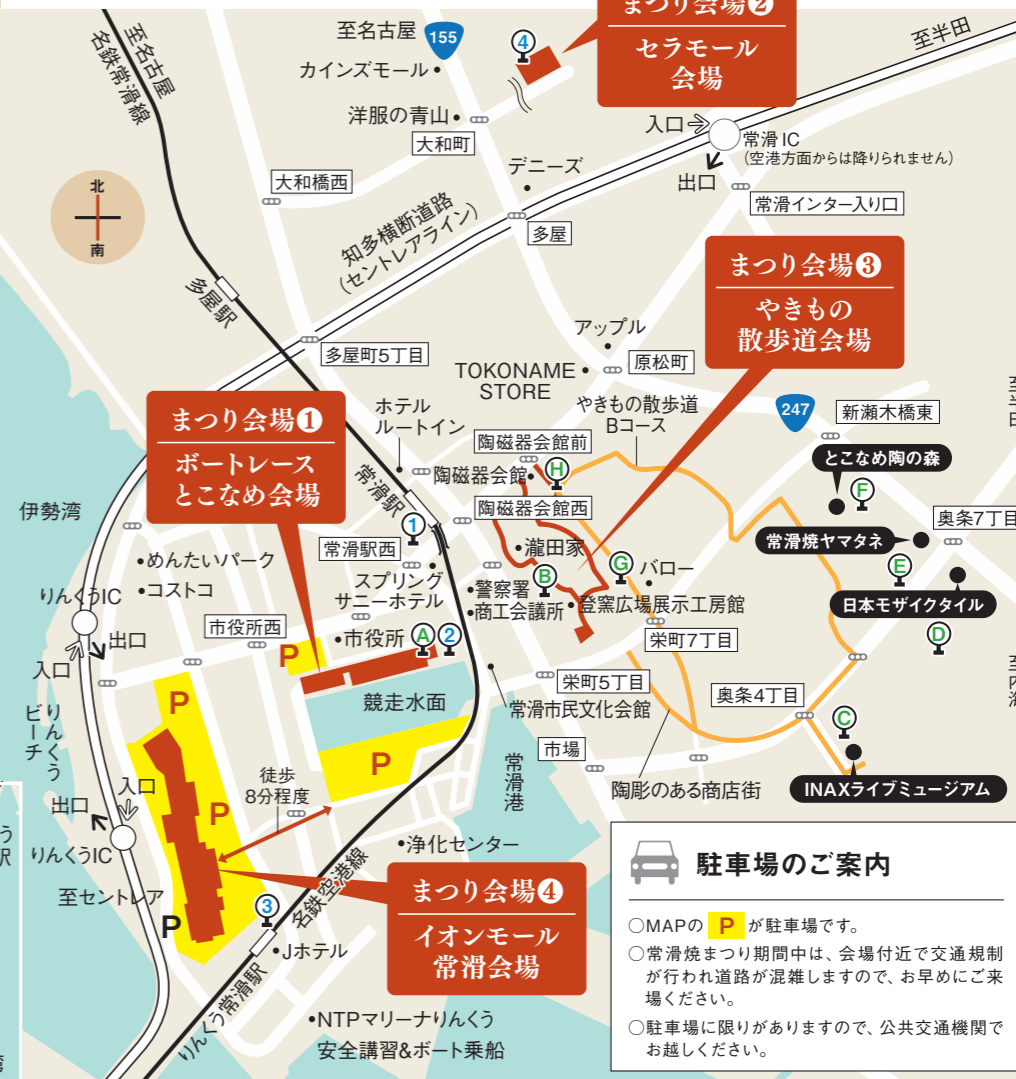 まつり会場❷
セラモール
会場
至名古屋
155
4
カインズモール
洋服の青山
大和町
至名古屋
名鉄常滑線
至半田
入口
常滑IC
(空港方面からは降りられません)
出口
デニーズ
常滑インター入り口
大和橋西
北
南
知多横断道路
(セントレアライン)
多屋
多屋駅
まつり会場❸
やきもの
散歩道会場
多屋町5丁目
アップル
原松町
TOKONAME
STORE
まつり会場❶
ボートレース
とこなめ会場
ホテル
ルートイン
やきもの散歩道
Bコース
247
新瀬木橋東
陶磁器会館前
陶磁器会館
H
とこなめ陶の森
F
常滑駅
1
陶磁器会館西
伊勢湾
奥条7丁目
常滑焼ヤマタネ
常滑駅西
瀧田家
めんたいパーク
コストコ
スプリング
サニーホテル
警察署
商工会議所
B
G
バロー
E
登窯広場展示工房館
日本モザイクタイル
りんくうIC
出口
入口
市役所西
市役所
A
2
P
栄町7丁目
D
競走水面
栄町5丁目
奥条4丁目
常滑市民文化会館
C
りんくう
ビーチ
P
P
市場
常滑港
陶彫のある商店街
INAXライブミュージアム
徒歩
8分程度
入口
出口
P
りんくうIC
浄化センター
至セントレア
名鉄空港線
まつり会場❹
イオンモール
常滑会場
P
3
Jホテル
りんくう常滑駅
NTPマリーナりんくう
安全講習&ボート乗船
駐車場のご案内
○MAPの P が駐車場です。
○常滑焼まつり期間中は、会場付近で交通規制
が行われ道路が混雑しますので、お早めにご来
場ください。
○駐車場に限りがありますので、公共交通機関で
お越しください。